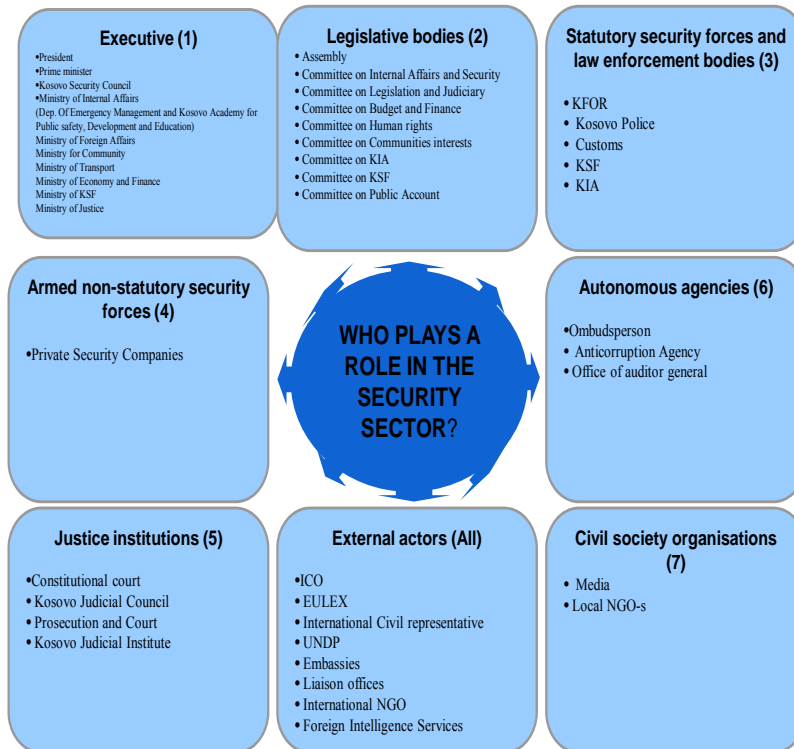 Executive (1)
•President
•Prime minister
•Kosovo Security Council
•Ministry of Internal Affairs
(Dep. Of Emergency Management and Kosovo Academy for
Public safety, Development and Education)
Ministry of Foreign Affairs
Ministry for Community
Ministry of Transport
Ministry of Economy and Finance
Ministry of KSF
Ministry of Justice
Legislative bodies (2)
• Assembly
• Committee on Internal Affairs and Security
• Committee on Legislation and Judiciary
• Committee on Budget and Finance
• Committee on Human rights
• Committee on Communities interests
• Committee on KIA
• Committee on KSF
• Committee on Public Account
Statutory security forces and
law enforcement bodies (3)
• KFOR
• Kosovo Police
• Customs
• KSF
• KIA
Armed non-statutory security
forces (4)
•Private Security Companies
WHO PLAYS A
ROLE IN THE
SECURITY
SECTOR?
Autonomous agencies (6)
•Ombudsperson
• Anticorruption Agency
• Office of auditor general
Justice institutions (5)
•Constitutional court
• Kosovo Judicial Council
• Prosecution and Court
• Kosovo Judicial Institute
External actors (All)
•ICO
• EULEX
• International Civil representative
• UNDP
• Embassies
• Liaison offices
• International NGO
• Foreign Intelligence Services
Civil society organisations
(7)
• Media
• Local NGO-s